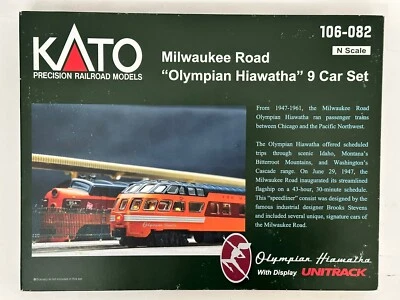 106-082
N Scale
KATO
PRECISION RAILROAD MODELS
Milwaukee Road
“Olympian Hiawatha” 9 Car Set
From 1947-1961, the Milwaukee Road
Olympian Hiawatha ran passenger trains
between Chicago and the Pacific Northwest.
The Olympian Hiawatha offered scheduled
trips through scenic Idaho, Montana's
Bitterroot Mountains, and Washington's
Cascade range. On June 29, 1947, the
Milwaukee Road inaugurated its streamlined
flagship on a 43-hour, 30-minute schedule.
This "speedliner" consist was designed by the
famous industrial designer Brooks Stevens
and included several unique, signature cars of
the Milwaukee Road.
Olympian Hiawatha
With Display UNITRACK